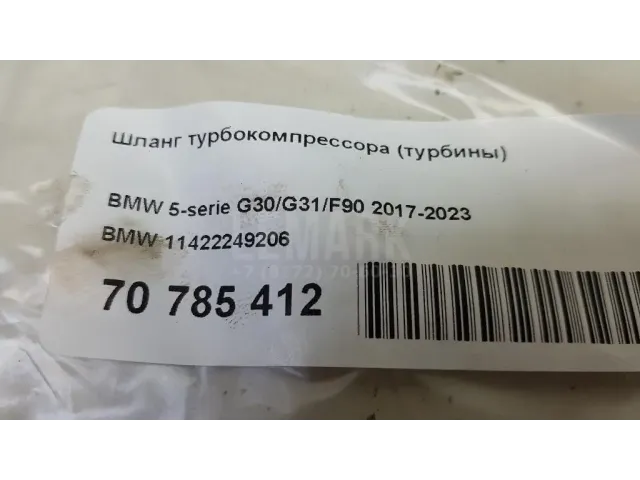 Шланг турбокомпрессора (турбины)
BMW 5-serie G30/G31/F90 2017-2023
BMW 11422249206
70 785 412